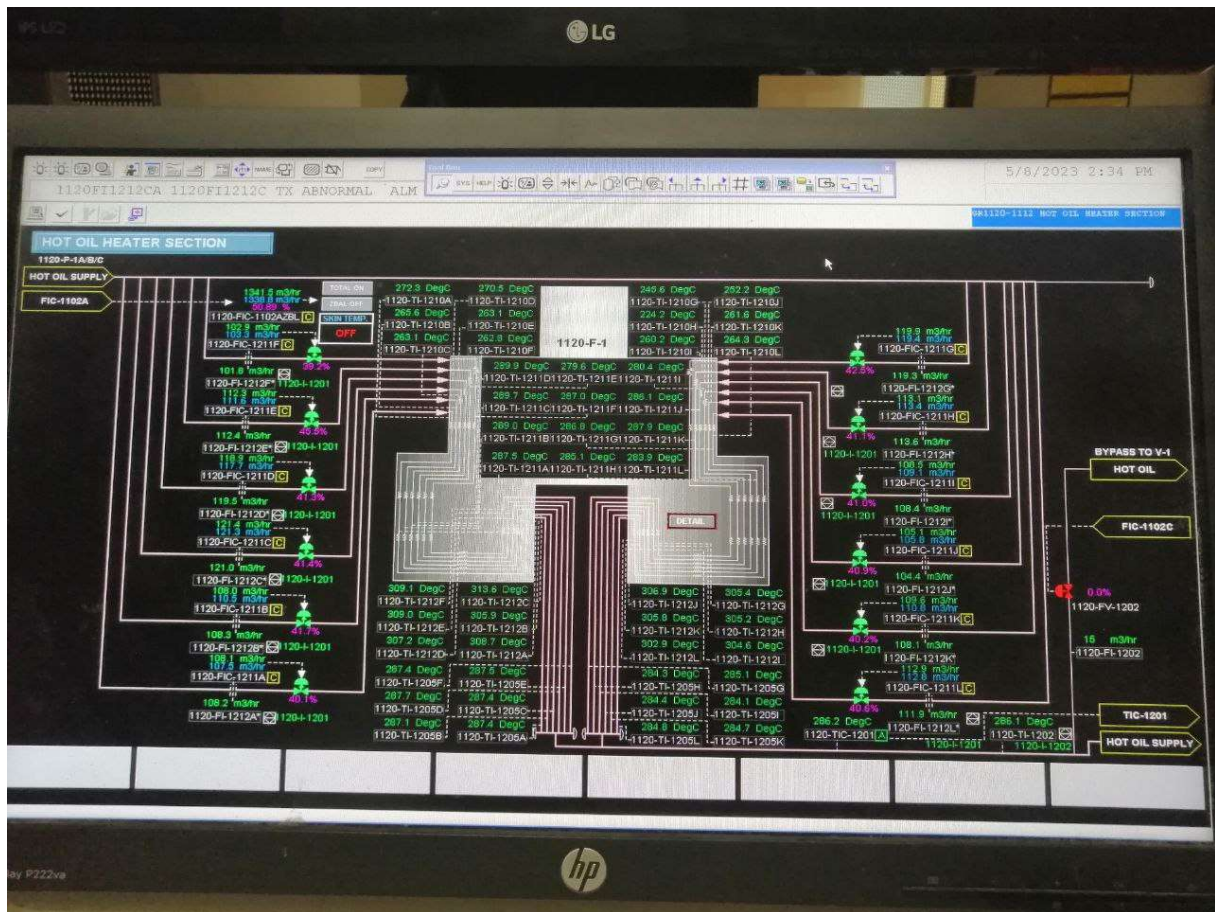 LG
NAME
COPY
SYS HELP
1120FI1212CA 1120FI1212C TX ABNORMAL ALM
5/8/2023 2:34 PM
GR1120-1112 HOT OIL HEATER SECTION
HOT OIL HEATER SECTION
1120-F-1A/B/C
HOT OIL SUPPLY
FIC-1102A
1341.5 m3/hr
1338.8 m3/hr
50.89 %
1120-FIC-1102AZBL C
TOTAL ON
ZBAL OFF
SKIN TEMP.
OFF
102.9 m3/hr
103.3 m3/hr
1120-FIC-1211F C
39.2%
101.8 m3/hr
1120-FI-1212F* 1120-I-1201
112.3 m3/hr
111.6 m3/hr
1120-FIC-1211E C
112.4 m3/hr
1120-FI-1212E* 1120-I-1201
118.9 m3/hr
117.7 m3/hr
1120-FIC-1211D C
41.3%
119.5 m3/hr
1120-FI-1212D* 1120-I-1201
121.4 m3/hr
121.3 m3/hr
1120-FIC-1211C C
41.4%
121.0 m3/hr
1120-FI-1212C* 1120-I-1201
108.0 m3/hr
110.5 m3/hr
1120-FIC-1211B C
41.7%
108.3 m3/hr
1120-FI-1212B* 1120-I-1201
108.1 m3/hr
107.5 m3/hr
1120-FIC-1211A C
40.1%
108.2 m3/hr
1120-FI-1212A* 1120-I-1201
272.3 DegC 270.5 DegC
1120-TI-1210A 1120-TI-1210D
265.6 DegC 263.1 DegC
1120-TI-1210B 1120-TI-1210E
263.1 DegC 262.8 DegC
1120-TI-1210C 1120-TI-1210F
1120-F-1
245.6 DegC 252.2 DegC
1120-TI-1210G 1120-TI-1210J
224.2 DegC 261.6 DegC
1120-TI-1210H 1120-TI-1210K
260.2 DegC 264.3 DegC
1120-TI-1210I 1120-TI-1210L
289.9 DegC 279.6 DegC 280.4 DegC
1120-TI-1211D 1120-TI-1211E 1120-TI-1211I
289.7 DegC 287.0 DegC 286.1 DegC
1120-TI-1211C 1120-TI-1211F 1120-TI-1211J
289.0 DegC 286.8 DegC 287.9 DegC
1120-TI-1211B 1120-TI-1211G 1120-TI-1211K
287.5 DegC 285.1 DegC 283.9 DegC
1120-TI-1211A 1120-TI-1211H 1120-TI-1211L
DETAIL
309.1 DegC 313.6 DegC
1120-TI-1212F 1120-TI-1212C
309.0 DegC 305.9 DegC
1120-TI-1212E 1120-TI-1212B
307.2 DegC 308.7 DegC
1120-TI-1212D 1120-TI-1212A
287.4 DegC 287.5 DegC
1120-TI-1205F 1120-TI-1205E
287.7 DegC 287.4 DegC
1120-TI-1205D 1120-TI-1205C
287.1 DegC 287.4 DegC
1120-TI-1205B 1120-TI-1205A
306.9 DegC 305.4 DegC
1120-TI-1212J 1120-TI-1212G
305.8 DegC 305.2 DegC
1120-TI-1212K 1120-TI-1212H
302.9 DegC 304.6 DegC
1120-TI-1212L 1120-TI-1212I
284.3 DegC 285.1 DegC
1120-TI-1205H 1120-TI-1205G
284.4 DegC 284.1 DegC
1120-TI-1205J 1120-TI-1205I
284.8 DegC 284.7 DegC
1120-TI-1205L 1120-TI-1205K
119.9 m3/hr
119.4 m3/hr
1120-FIC-1211G C
42.5%
119.3 m3/hr
1120-FI-1212G*
113.1 m3/hr
113.4 m3/hr
1120-FIC-1211H C
41.1%
1120-I-1201
113.6 m3/hr
1120-FI-1212H*
108.5 m3/hr
109.1 m3/hr
1120-FIC-1211I C
41.0%
1120-I-1201
108.4 m3/hr
1120-FI-1212I*
105.1 m3/hr
105.8 m3/hr
1120-FIC-1211J C
40.9%
1120-I-1201
104.4 m3/hr
1120-FI-1212J*
109.6 m3/hr
110.8 m3/hr
1120-FIC-1211K C
40.2%
1120-I-1201
108.1 m3/hr
1120-FI-1212K*
112.9 m3/hr
112.8 m3/hr
1120-FIC-1211L C
40.6%
111.9 m3/hr
1120-FI-1212L*
286.2 DegC
1120-TIC-1201 A
1120-I-1201
286.1 DegC
1120-TI-1202
1120-I-1202
BYPASS TO V-1
HOT OIL
FIC-1102C
0.0%
1120-FV-1202
15 m3/hr
1120-FI-1202
TIC-1201
HOT OIL SUPPLY
hp
P222va